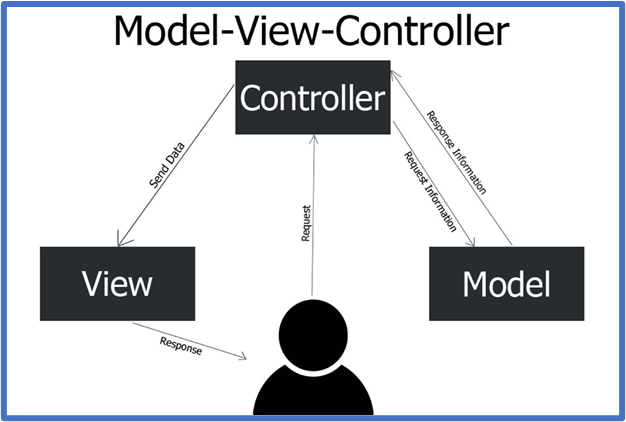 Model-View-Controller
Controller
Send Data
Request
Request Information
Response Information
View
Model
Response